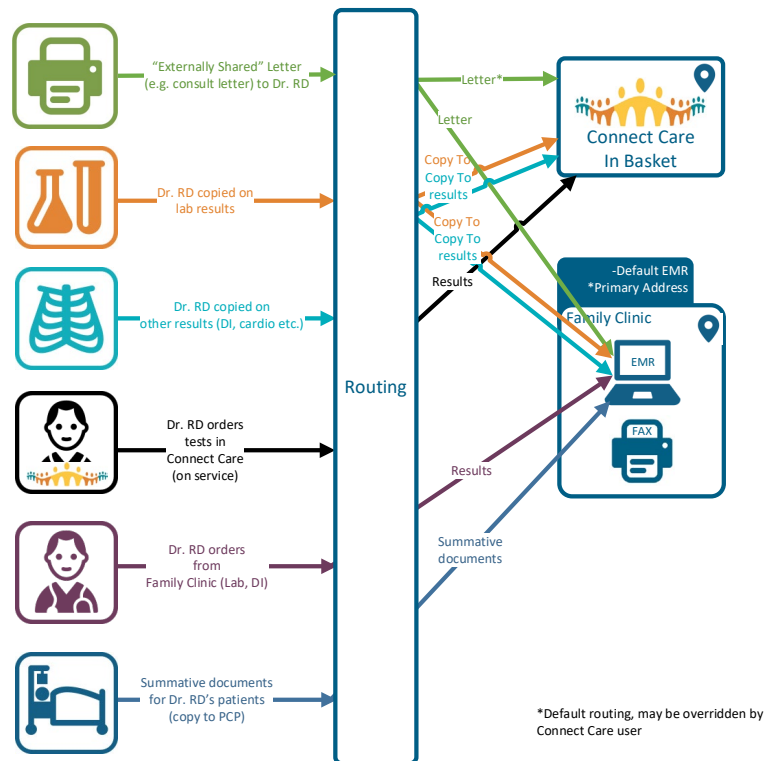 “Externally Shared” Letter
(e.g. consult letter) to Dr. RD
Dr. RD copied on
lab results
Dr. RD copied on
other results (DI, cardio etc.)
Dr. RD orders
tests in
Connect Care
(on service)
Dr. RD orders
from
Family Clinic (Lab, DI)
Summative documents
for Dr. RD’s patients
(copy to PCP)
Routing
Letter*
Letter
Copy To
Copy To
results
Copy To
Copy To
results
Results
Results
Summative
documents
Connect Care
In Basket
-Default EMR
*Primary Address
Family Clinic
EMR
FAX
*Default routing, may be overridden by
Connect Care user